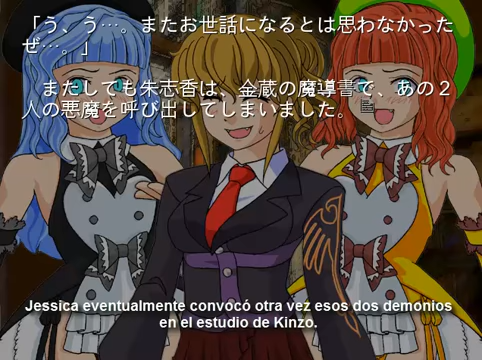 「う、う…。またお世話になるとは思わなかった
ぜ…。」
またしても朱志香は、金蔵の魔導書で、あの２
人の悪魔を呼び出してしまいました。
Jessica eventualmente convocó otra vez esos dos demonios
en el estudio de Kinzo.